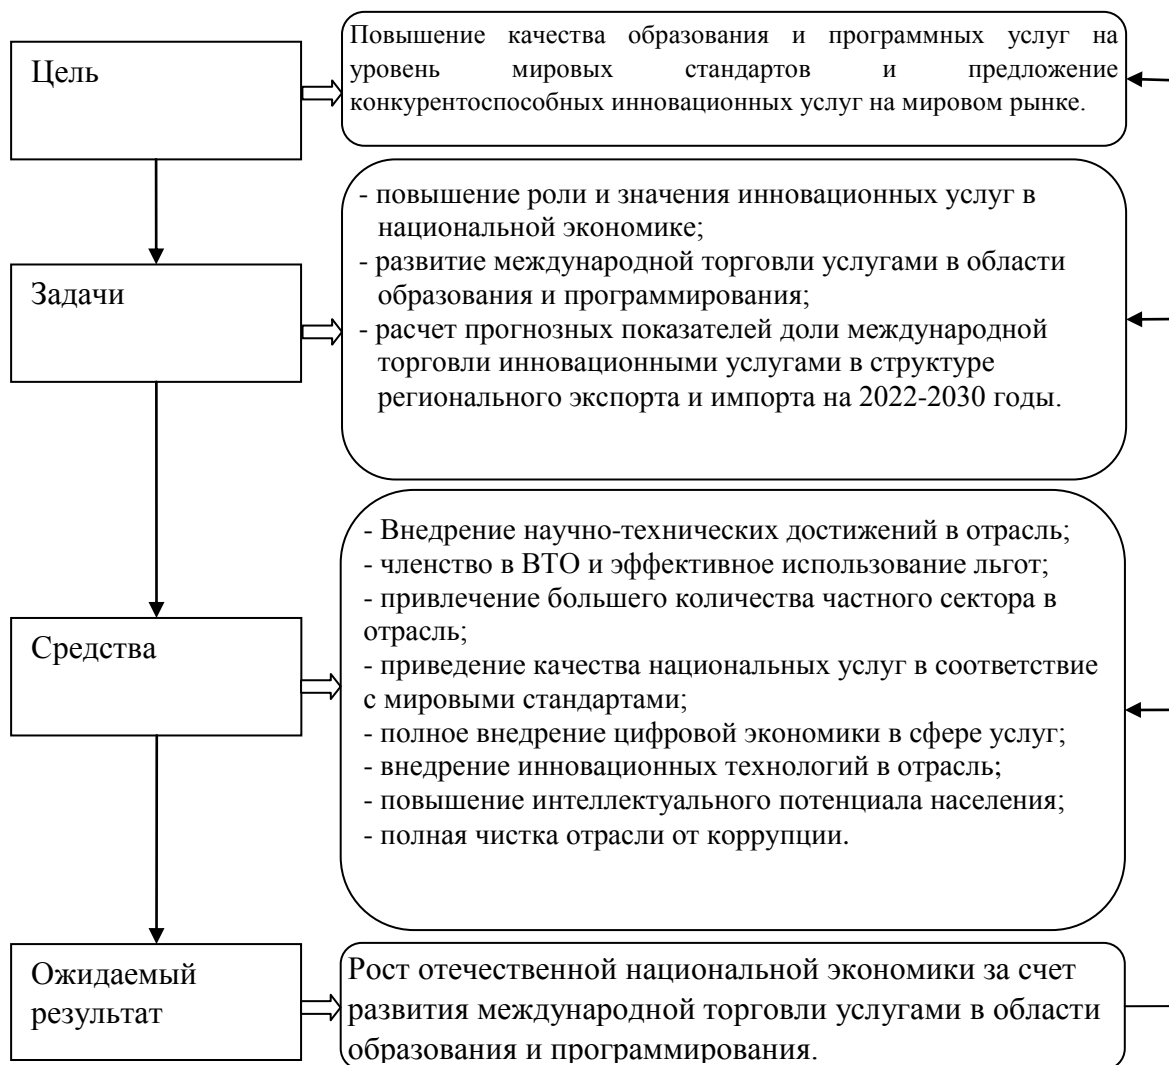 Цель
Повышение качества образования и программных услуг на
уровень мировых стандартов и предложение
конкурентоспособных инновационных услуг на мировом рынке.
Задачи
- повышение роли и значения инновационных услуг в
национальной экономике;
- развитие международной торговли услугами в области
образования и программирования;
- расчет прогнозных показателей доли международной
торговли инновационными услугами в структуре
регионального экспорта и импорта на 2022-2030 годы.
Средства
- Внедрение научно-технических достижений в отрасль;
- членство в ВТО и эффективное использование льгот;
- привлечение большего количества частного сектора в
отрасль;
- приведение качества национальных услуг в соответствие
с мировыми стандартами;
- полное внедрение цифровой экономики в сфере услуг;
- внедрение инновационных технологий в отрасль;
- повышение интеллектуального потенциала населения;
- полная чистка отрасли от коррупции.
Ожидаемый
результат
Рост отечественной национальной экономики за счет
развития международной торговли услугами в области
образования и программирования.